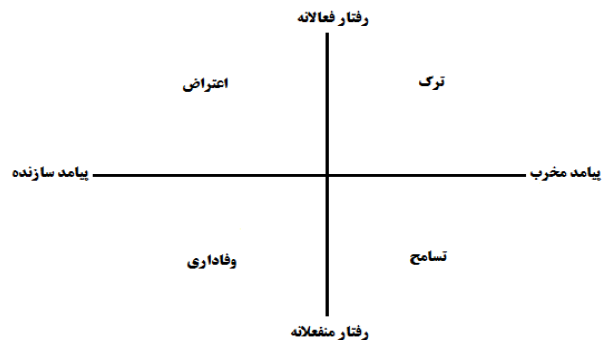 رفتار فعالانه
ترک
اعتراض
پیامد مخرب
پیامد سازنده
تسامح
وفاداری
رفتار منفعلانه